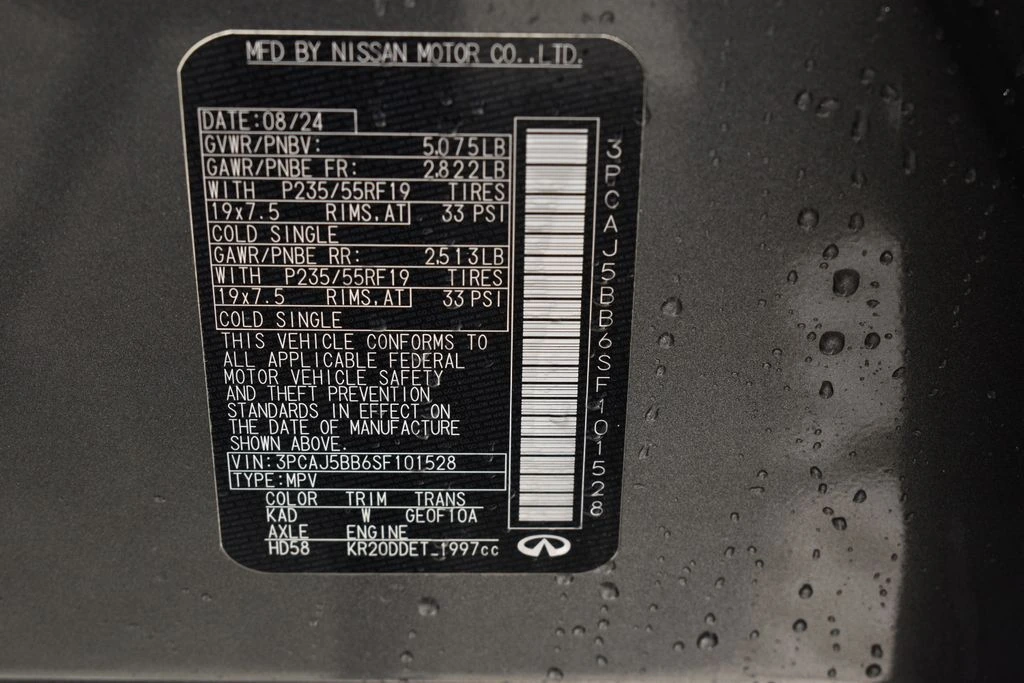 MFD BY NISSAN MOTOR CO.,LTD.
DATE:08/24
GVWR/PNBV: 5,075LB
GAWR/PNBE FR: 2,822LB
WITH P235/55RF19 TIRES
19x7.5 RIMS,AT 33 PSI
COLD SINGLE
GAWR/PNBE RR: 2,513LB
WITH P235/55RF19 TIRES
19x7.5 RIMS,AT 33 PSI
COLD SINGLE
THIS VEHICLE CONFORMS TO
ALL APPLICABLE FEDERAL
MOTOR VEHICLE SAFETY
AND THEFT PREVENTION
STANDARDS IN EFFECT ON
THE DATE OF MANUFACTURE
SHOWN ABOVE.
VIN:3PCAJ5BB6SF101528
TYPE:MPV
COLOR TRIM TRANS
KAD W GE0F10A
AXLE ENGINE
HD58 KR20DDET_1997cc
3PCAJ5BB6SF101528